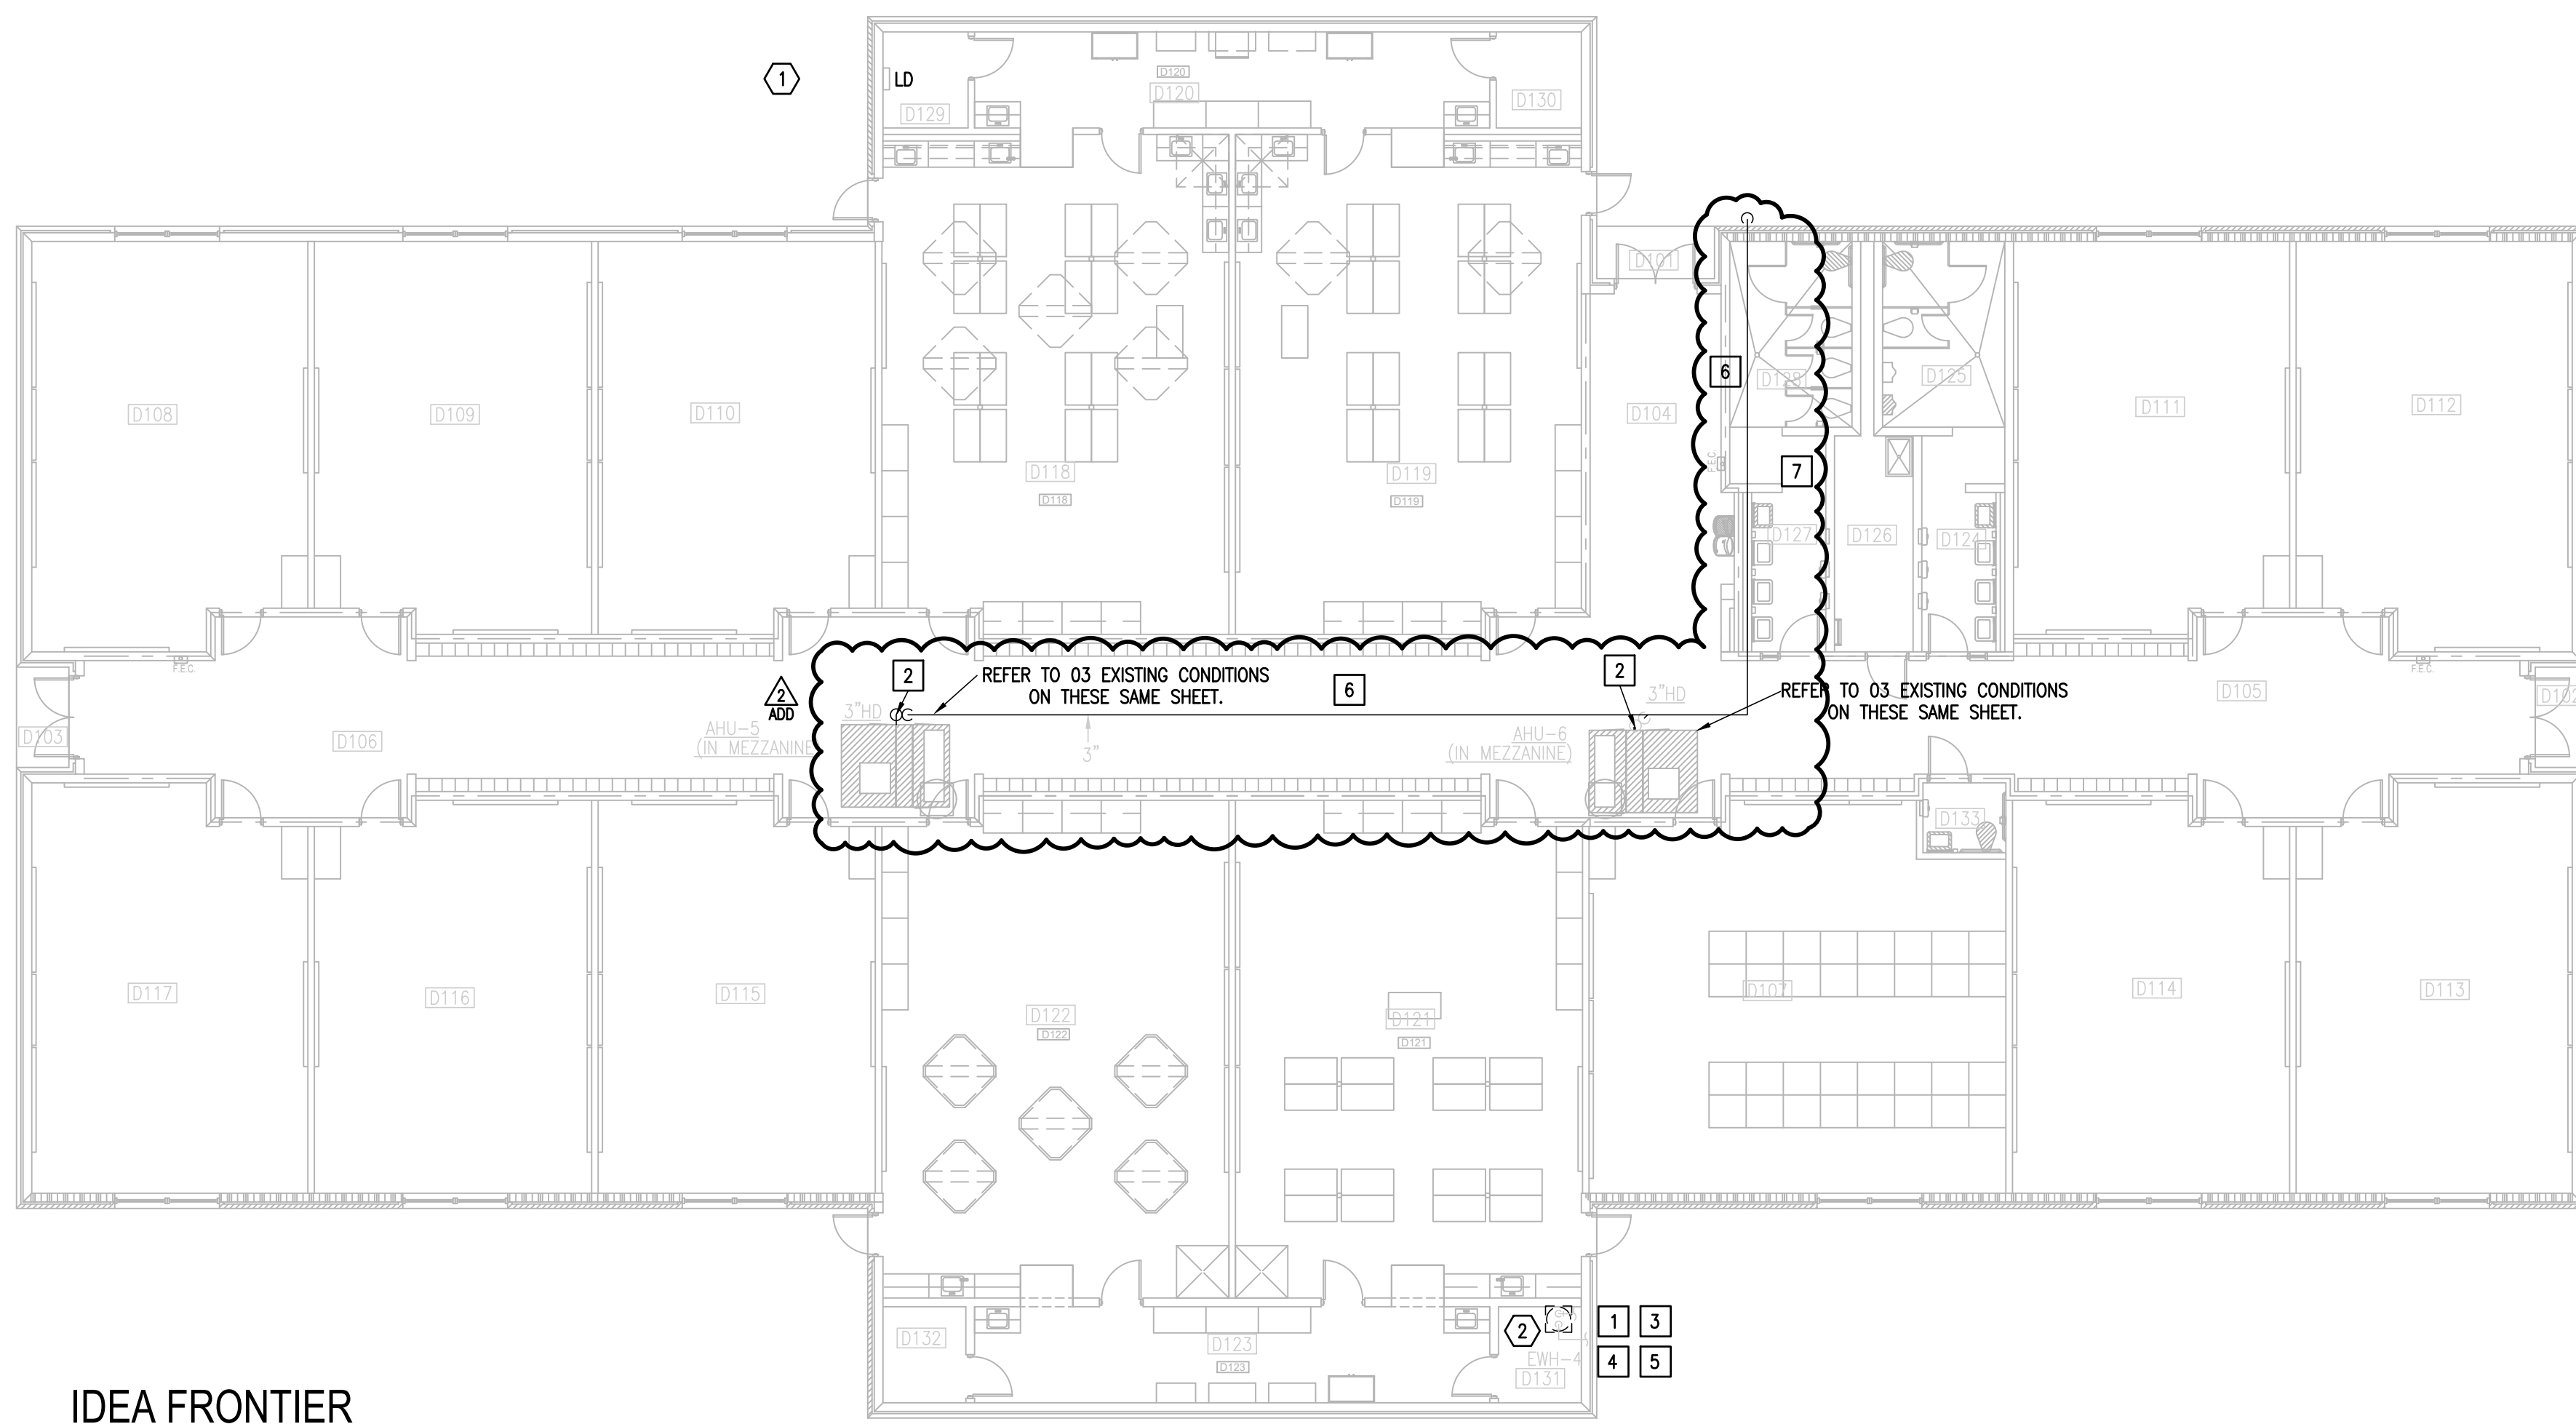 1
LD
D120
D120
D129
D130
D101
6
D128
D125
D108
D109
D110
D104
D111
D112
F.E.C.
7
D118
D119
D118
D119
D127
D126
D124
F.E.C.
2
REFER TO 03 EXISTING CONDITIONS
ON THESE SAME SHEET.
6
2
3"HD
REFER TO 03 EXISTING CONDITIONS
ON THESE SAME SHEET.
D105
F.E.C.
D102
2
ADD
3"HD
D103
D106
AHU-5
(IN MEZZANINE
3"
AHU-6
(IN MEZZANINE)
D133
D117
D116
D115
D122
D122
D121
D121
D107
D114
D113
2
1
3
4
5
EWH-4
D131
D132
D123
D123
IDEA FRONTIER